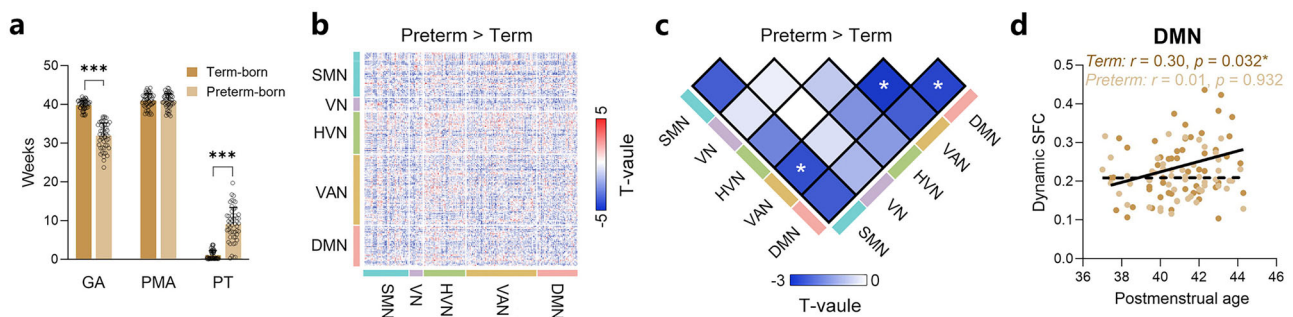 a
50
40
30
20
10
0
Weeks
***
***
Term-born
Preterm-born
GA
PMA
PT
b
Preterm > Term
SMN
VN
HVN
VAN
DMN
SMN
VN
HVN
VAN
DMN
5
-5
T-vaule
c
Preterm > Term
*
*
*
SMN
VN
HVN
VAN
DMN
DMN
VAN
HVN
VN
SMN
-3
0
T-vaule
d
DMN
Term: r = 0.30, p = 0.032*
Preterm: r = 0.01, p = 0.932
0.5
0.4
0.3
0.2
0.1
0.0
Dynamic SFC
36 38 40 42 44 46
Postmenstrual age